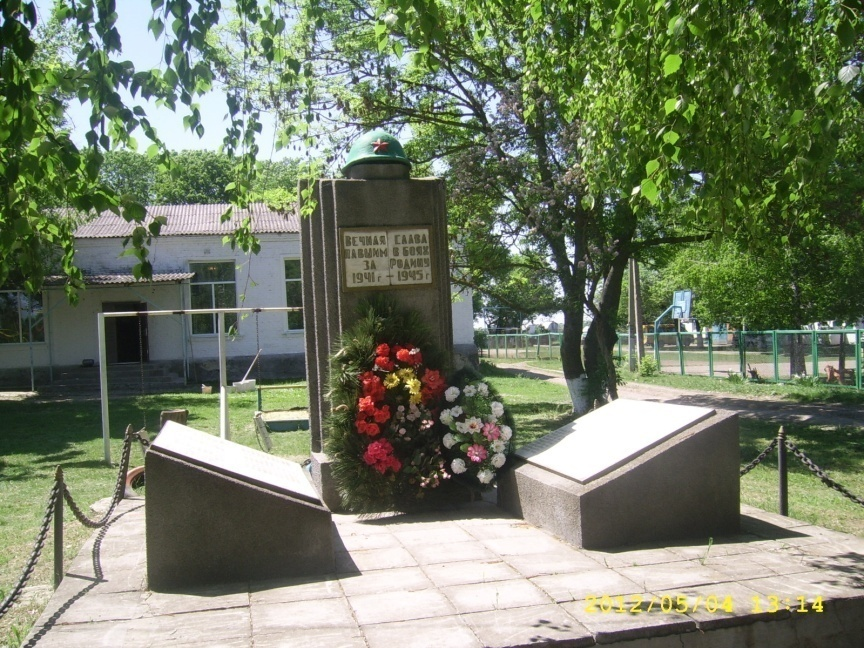 ВЕЧНАЯ СЛАВА
ПАВШИМ В БОЯХ
ЗА РОДИНУ
1941 г. - 1945 г.
2012/05/04 13:14